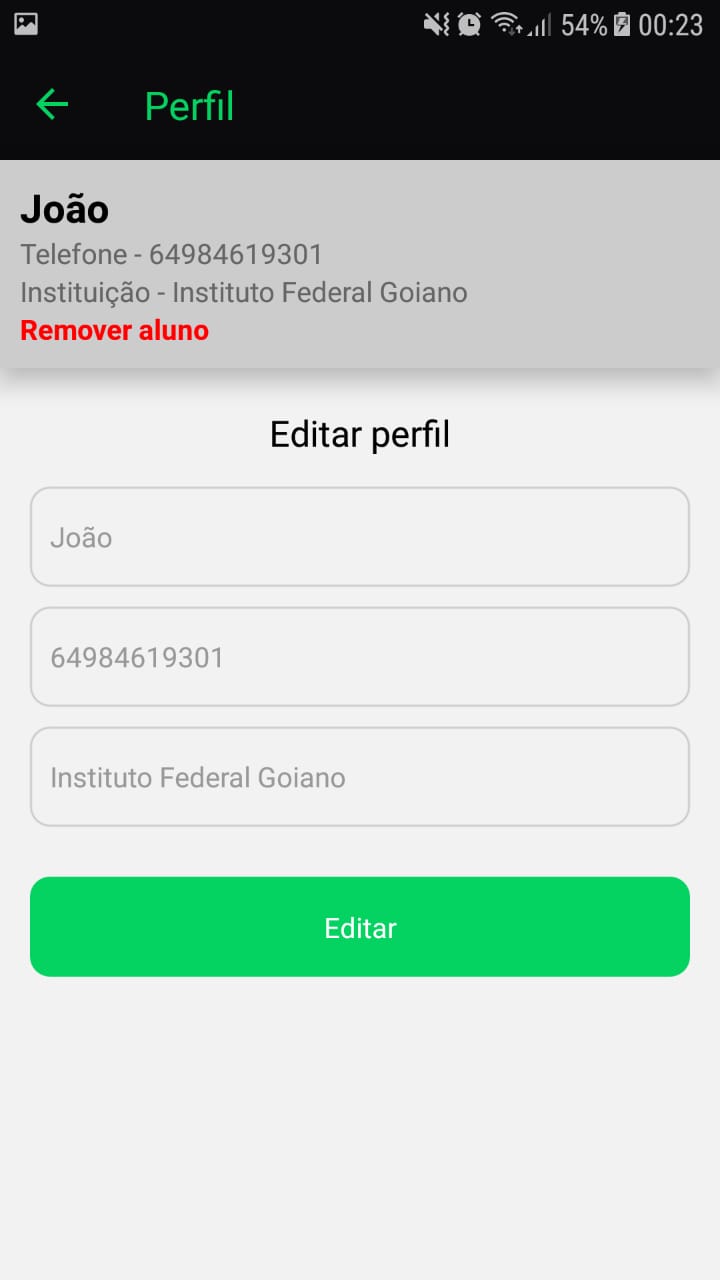 54% 00:23
Perfil
João
Telefone - 64984619301
Instituição - Instituto Federal Goiano
Remover aluno
Editar perfil
João
64984619301
Instituto Federal Goiano
Editar